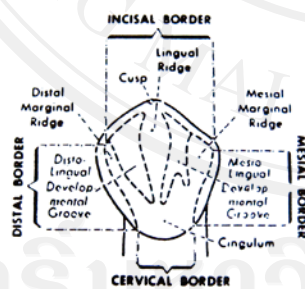 INCISAL BORDER
Lingual
Ridge
Cusp
Distal
Marginal
Ridge
Mesial
Marginal
Ridge
DISTAL BORDER
Disto-
Lingual
Develop
mental
Groove
Mesio
Lingual
Develop
mental
Groove
MESIAL BORDER
Cingulum
CERVICAL BORDER